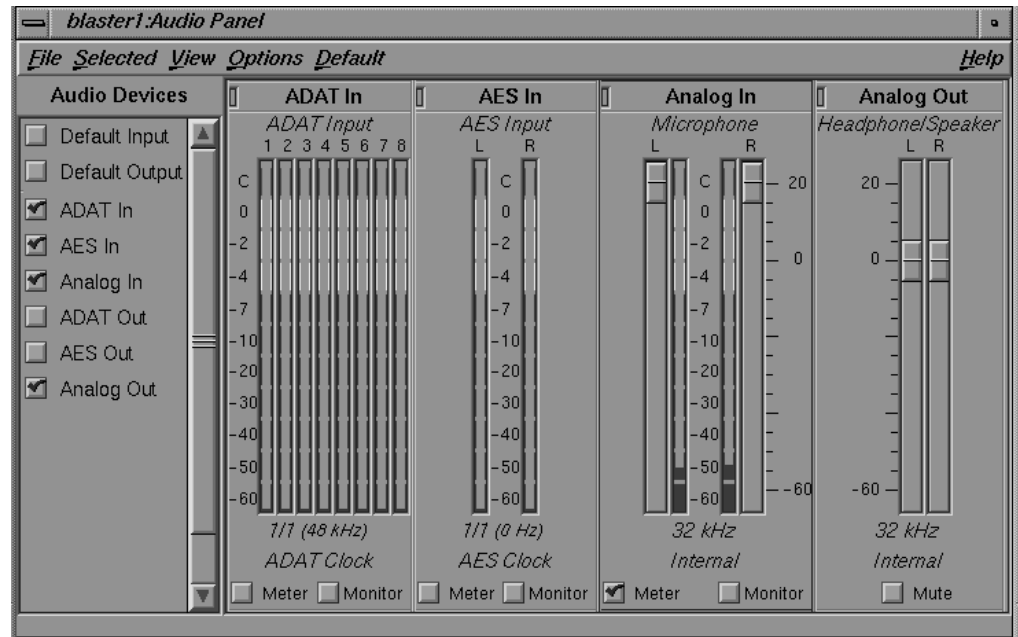 blaster1:Audio Panel
File Selected View Options Default Help
Audio Devices
Default Input
Default Output
ADAT In
AES In
Analog In
ADAT Out
AES Out
Analog Out
ADAT In
ADAT Input
1 2 3 4 5 6 7 8
C
0
-2
-4
-7
-10
-20
-30
-40
-50
-60
1/1 (48 kHz)
ADAT Clock
Meter Monitor
AES In
AES Input
L R
C
0
-2
-4
-7
-10
-20
-30
-40
-50
-60
1/1 (0 Hz)
AES Clock
Meter Monitor
Analog In
Microphone
L R
C
0
-2
-4
-7
-10
-20
-30
-40
-50
-60
20
0
-60
32 kHz
Internal
Meter Monitor
Analog Out
Headphone/Speaker
L R
20
0
-60
32 kHz
Internal
Mute